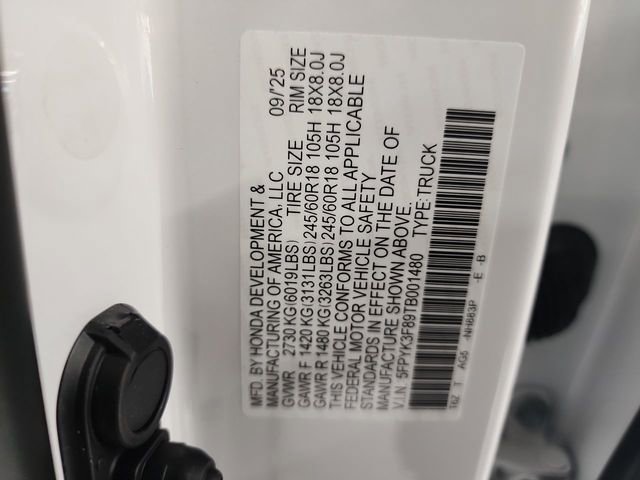 MFD. BY HONDA DEVELOPMENT &
MANUFACTURING OF AMERICA, LLC 09/'25
GVWR 2730 KG(6019LBS) TIRE SIZE RIM SIZE
GAWR F 1420 KG(3131LBS) 245/60R18 105H 18X8.0J
GAWR R 1480 KG(3263LBS) 245/60R18 105H 18X8.0J
THIS VEHICLE CONFORMS TO ALL APPLICABLE
FEDERAL MOTOR VEHICLE SAFETY
STANDARDS IN EFFECT ON THE DATE OF
MANUFACTURE SHOWN ABOVE.
V.I.N. 5FPYK3F89TB001480 TYPE:TRUCK
T6Z T AG5 -NH883P -E -B